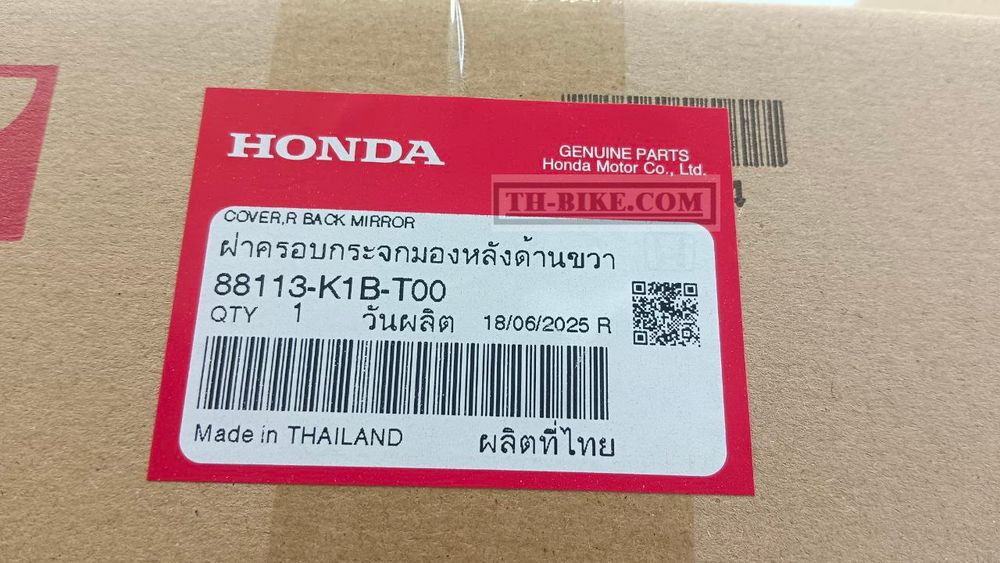 HONDA
GENUINE PARTS
Honda Motor Co., Ltd.
TH-BIKE.COM
COVER,R BACK MIRROR
ฝาครอบกระจกมองหลังด้านขวา
88113-K1B-T00
QTY 1 วันผลิต 18/06/2025 R
Made in THAILAND ผลิตที่ไทย